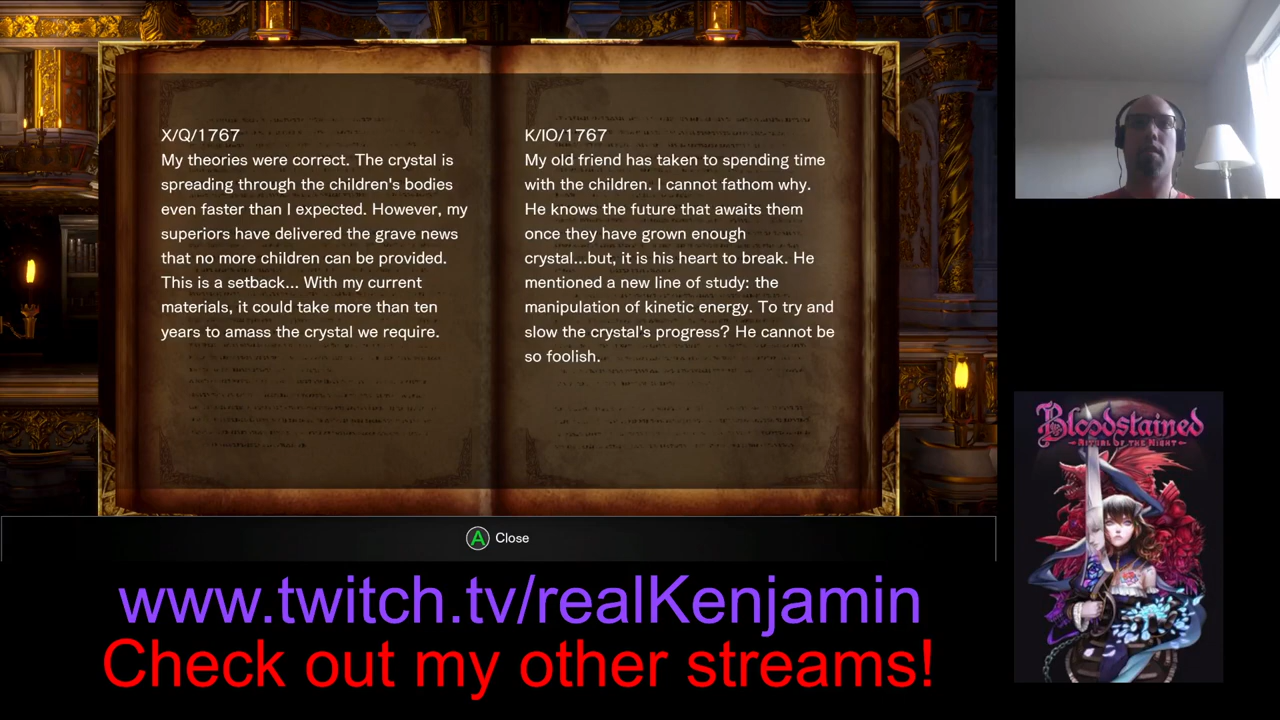 X/Q/1767
My theories were correct. The crystal is
spreading through the children's bodies
even faster than I expected. However, my
superiors have delivered the grave news
that no more children can be provided.
This is a setback... With my current
materials, it could take more than ten
years to amass the crystal we require.
K/IO/1767
My old friend has taken to spending time
with the children. I cannot fathom why.
He knows the future that awaits them
once they have grown enough
crystal...but, it is his heart to break. He
mentioned a new line of study: the
manipulation of kinetic energy. To try and
slow the crystal's progress? He cannot be
so foolish.
A Close
Bloodstained
RITUAL OF THE NIGHT
www.twitch.tv/realKenjamin
Check out my other streams!